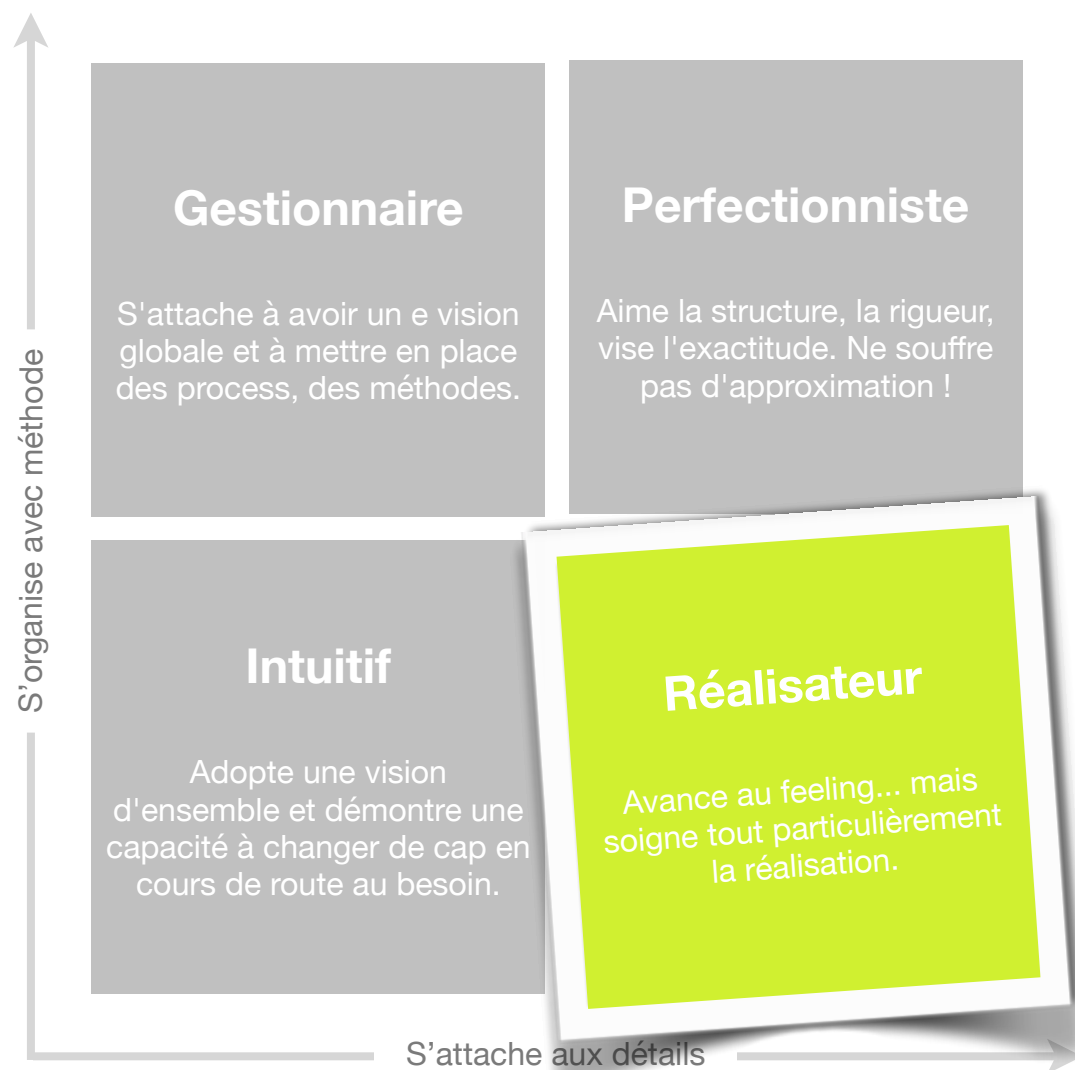 S'organise avec méthode
Gestionnaire
S'attache à avoir un e vision
globale et à mettre en place
des process, des méthodes.
Perfectionniste
Aime la structure, la rigueur,
vise l'exactitude. Ne souffre
pas d'approximation !
Intuitif
Adopte une vision
d'ensemble et démontre une
capacité à changer de cap en
cours de route au besoin.
Réalisateur
Avance au feeling... mais
soigne tout particulièrement
la réalisation.
S’attache aux détails